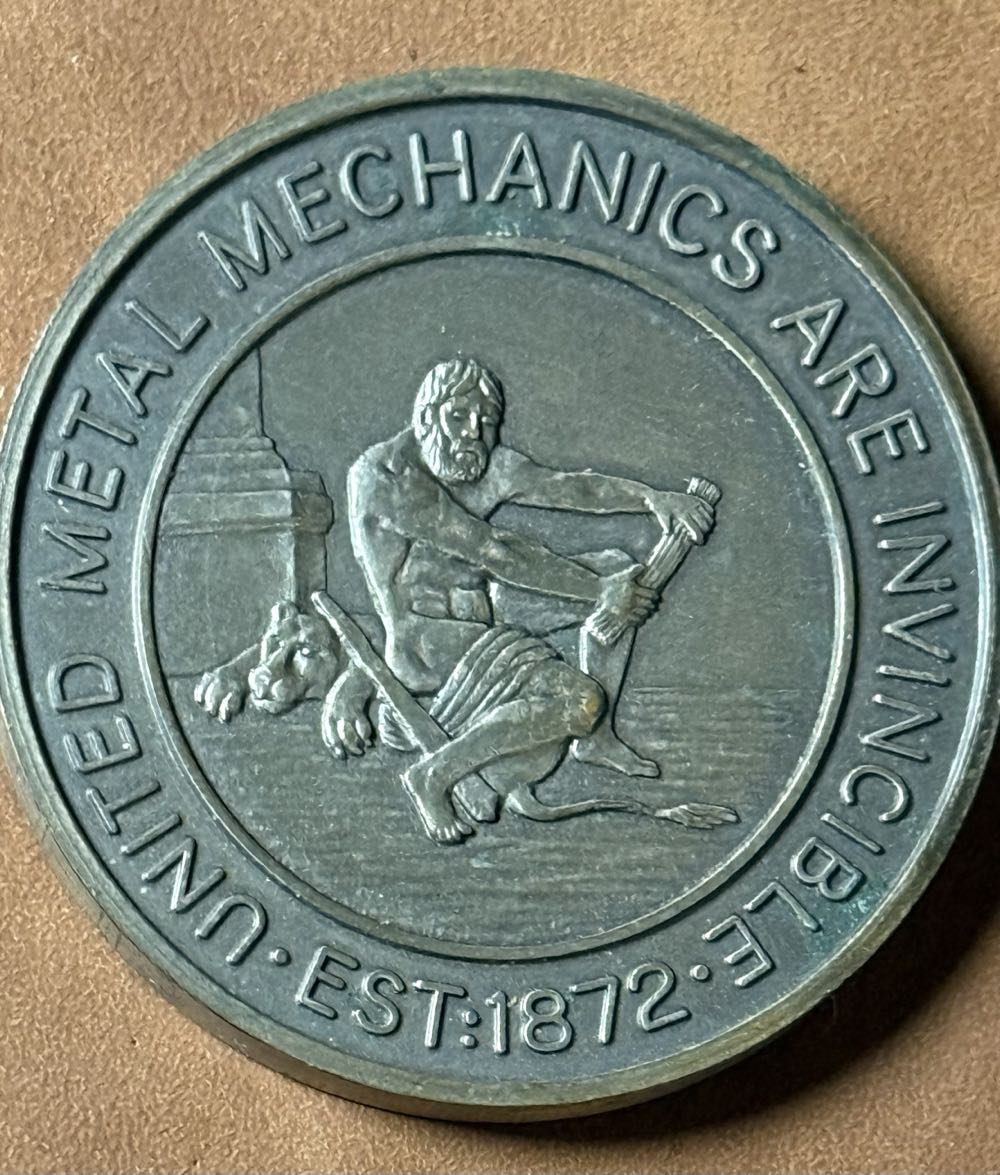 UNITED METAL MECHANICS ARE INVINCIBLE
· EST:1872 ·